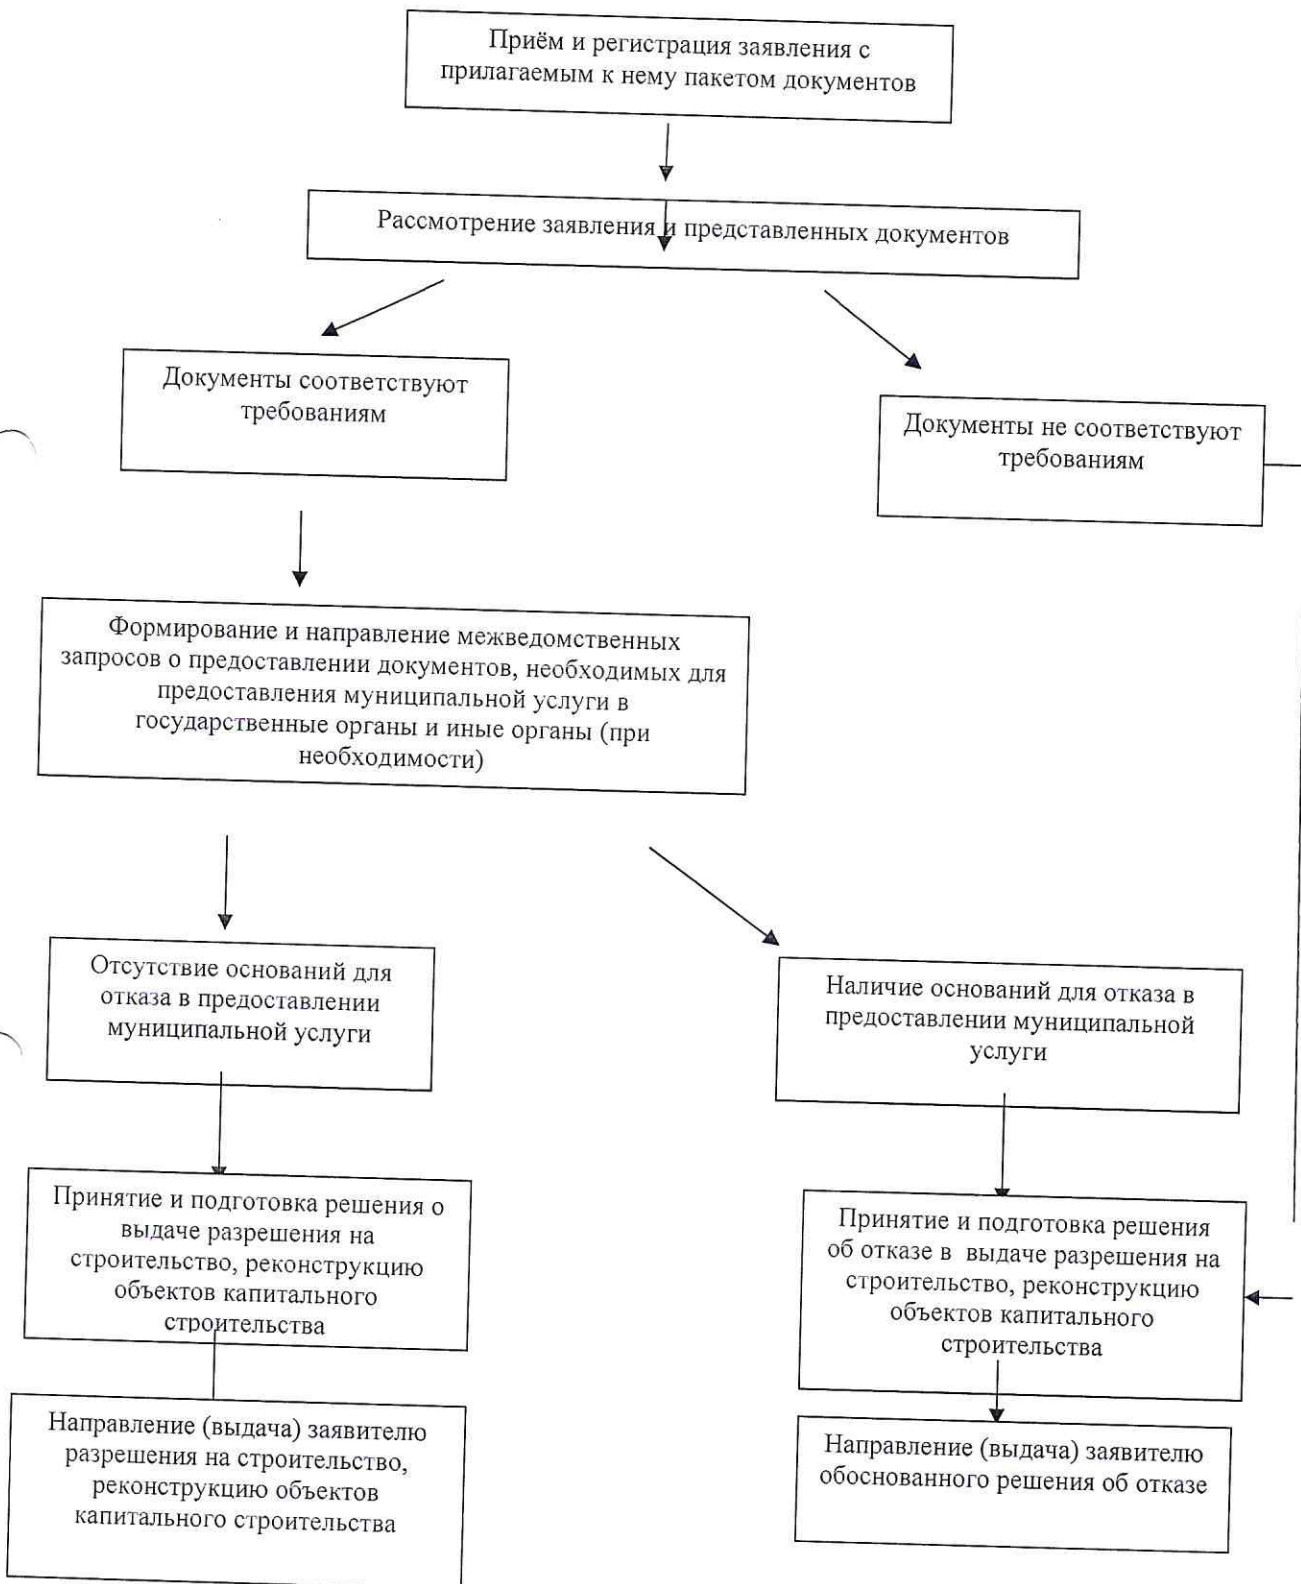 Приём и регистрация заявления с
прилагаемым к нему пакетом документов
Рассмотрение заявления и представленных документов
Документы соответствуют
требованиям
Документы не соответствуют
требованиям
Формирование и направление межведомственных
запросов о предоставлении документов, необходимых для
предоставления муниципальной услуги в
государственные органы и иные органы (при
необходимости)
Отсутствие оснований для
отказа в предоставлении
муниципальной услуги
Наличие оснований для отказа в
предоставлении муниципальной
услуги
Принятие и подготовка решения о
выдаче разрешения на
строительство, реконструкцию
объектов капитального
строительства
Принятие и подготовка решения
об отказе в выдаче разрешения на
строительство, реконструкцию
объектов капитального
строительства
Направление (выдача) заявителю
разрешения на строительство,
реконструкцию объектов
капитального строительства
Направление (выдача) заявителю
обоснованного решения об отказе